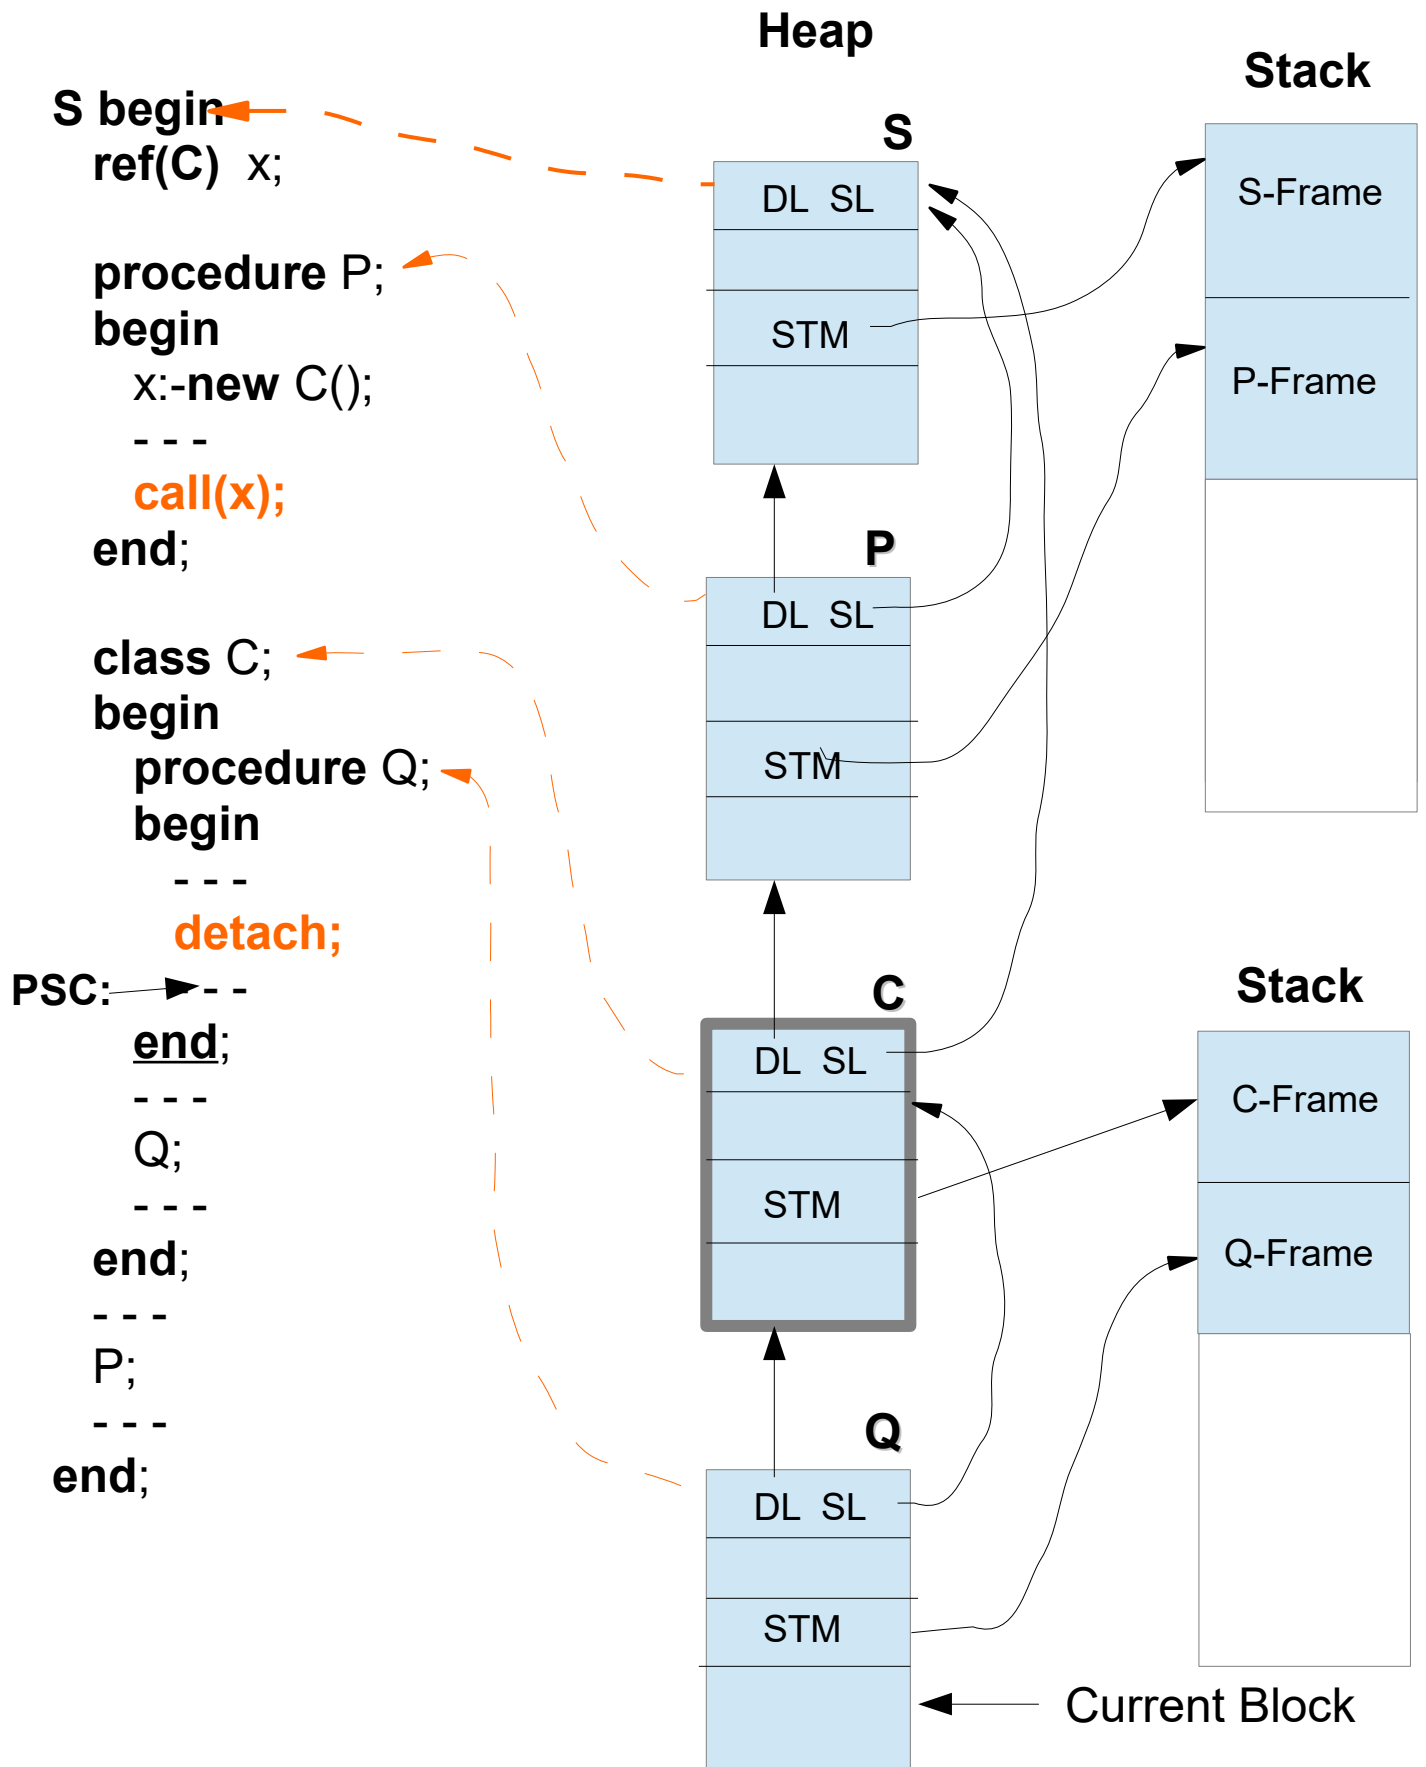 Heap
Stack
S begin
ref(C) x;
procedure P;
begin
x:-new C();
- - -
call(x);
end;
class C;
begin
procedure Q;
begin
- - -
detach;
PSC: - - -
end;
- - -
Q;
- - -
end;
- - -
P;
- - -
end;
S
DL SL
STM
P
DL SL
STM
C
DL SL
STM
Q
DL SL
STM
Current Block
S-Frame
P-Frame
Stack
C-Frame
Q-Frame